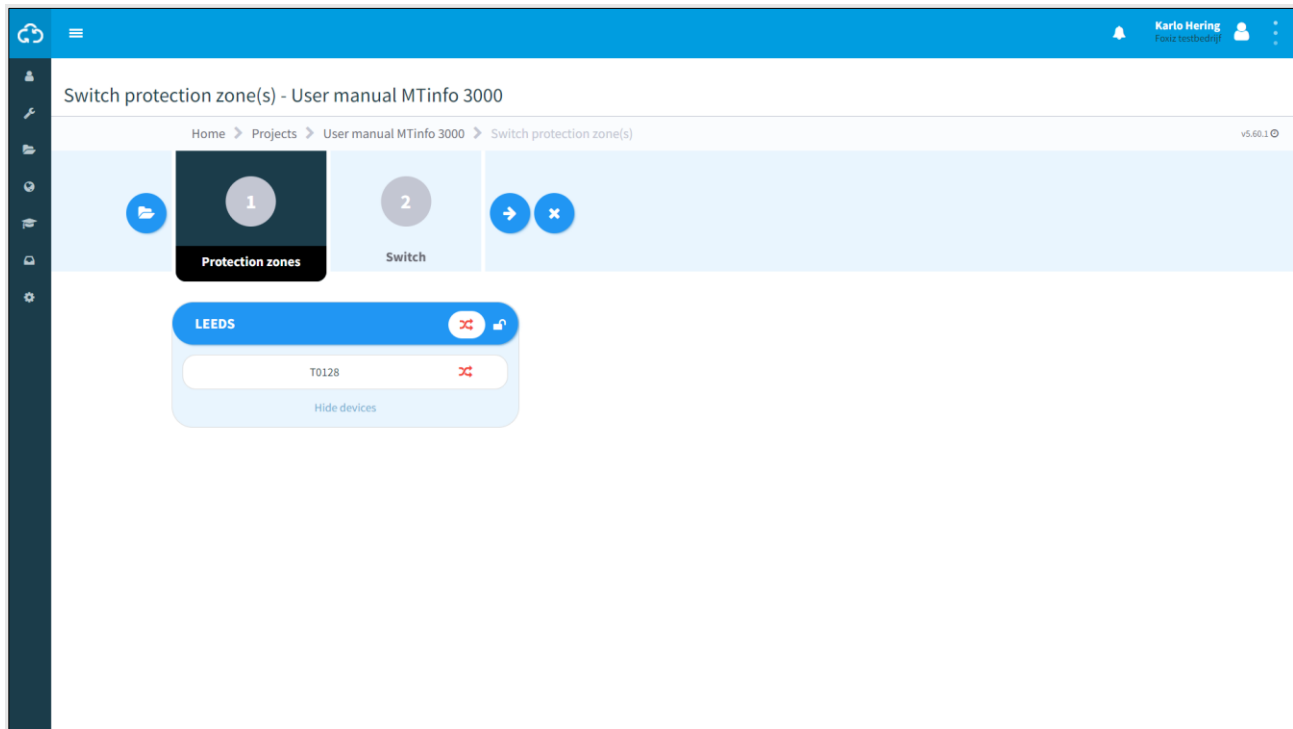 Karlo Hering
Foxiz testbedrijf
Switch protection zone(s) - User manual MTinfo 3000
Home > Projects > User manual MTinfo 3000 > Switch protection zone(s)
v5.60.1
1
2
Protection zones
Switch
LEEDS
T0128
Hide devices